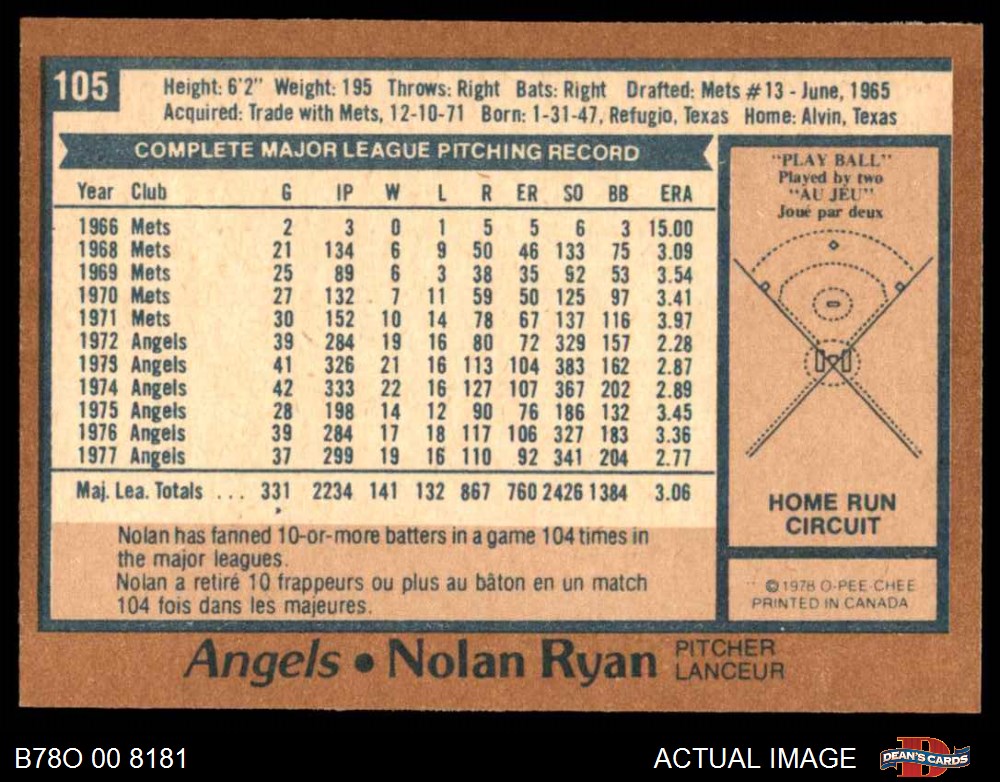 105
Height: 6'2" Weight: 195 Throws: Right Bats: Right Drafted: Mets #13 - June, 1965
Acquired: Trade with Mets, 12-10-71 Born: 1-31-47, Refugio, Texas Home: Alvin, Texas
COMPLETE MAJOR LEAGUE PITCHING RECORD
Year Club G IP W L R ER SO BB ERA
1966 Mets 2 3 0 1 5 5 6 3 15.00
1968 Mets 21 134 6 9 50 46 133 75 3.09
1969 Mets 25 89 6 3 38 35 92 53 3.54
1970 Mets 27 132 7 11 59 50 125 97 3.41
1971 Mets 30 152 10 14 78 67 137 116 3.97
1972 Angels 39 284 19 16 80 72 329 157 2.28
1973 Angels 41 326 21 16 113 104 383 162 2.87
1974 Angels 42 333 22 16 127 107 367 202 2.89
1975 Angels 28 198 14 12 90 76 186 132 3.45
1976 Angels 39 284 17 18 117 106 327 183 3.36
1977 Angels 37 299 19 16 110 92 341 204 2.77
Maj. Lea. Totals ... 331 2234 141 132 867 760 2426 1384 3.06
Nolan has fanned 10-or-more batters in a game 104 times in
the major leagues.
Nolan a retiré 10 frappeurs ou plus au bâton en un match
104 fois dans les majeures.
"PLAY BALL"
Played by two
"AU JEU"
Joué par deux
HOME RUN
CIRCUIT
© 1978 O-PEE-CHEE
PRINTED IN CANADA
Angels • Nolan Ryan PITCHER
LANCEUR
B78O 00 8181
ACTUAL IMAGE
D
DEAN'S CARDS